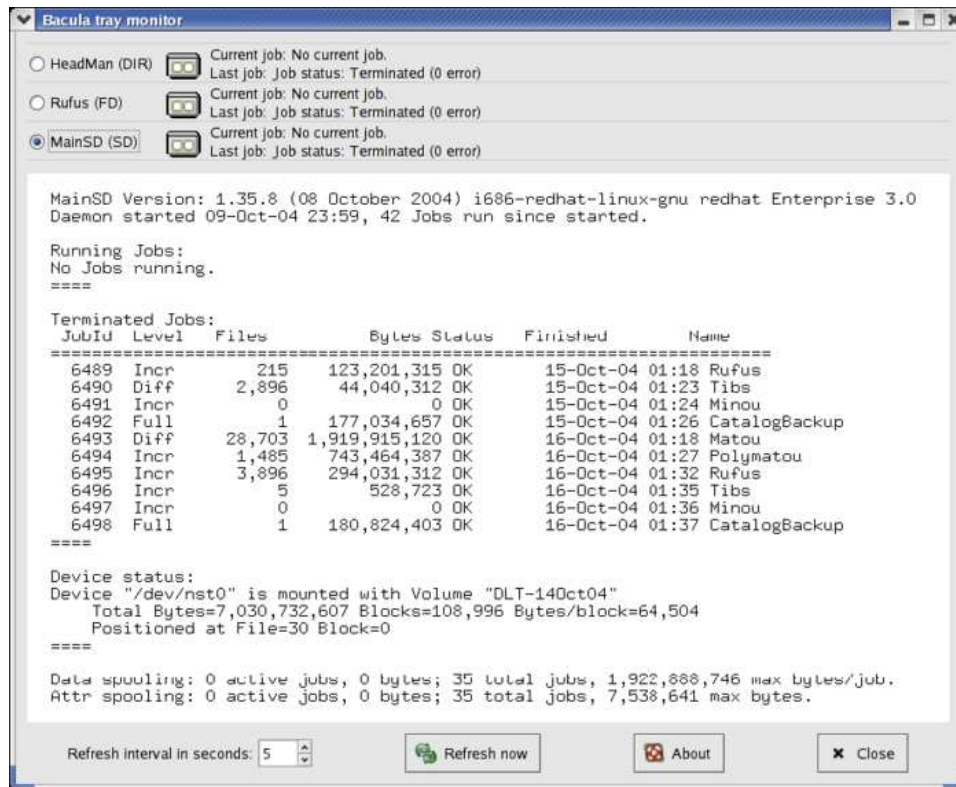 Bacula tray monitor
HeadMan (DIR) Current job: No current job.
Last job: Job status: Terminated (0 error)
Rufus (FD) Current job: No current job.
Last job: Job status: Terminated (0 error)
MainSD (SD) Current job: No current job.
Last job: Job status: Terminated (0 error)
MainSD Version: 1.35.8 (08 October 2004) i686-redhat-linux-gnu redhat Enterprise 3.0
Daemon started 09-Oct-04 23:59, 42 Jobs run since started.
Running Jobs:
No Jobs running.
====
Terminated Jobs:
JobId Level Files Bytes Status Finished Name
======================================================================
6489 Incr 215 123,201,315 OK 15-Oct-04 01:18 Rufus
6490 Diff 2,896 44,040,312 OK 15-Oct-04 01:23 Tibs
6491 Incr 0 0 OK 15-Oct-04 01:24 Minou
6492 Full 1 177,034,657 OK 15-Oct-04 01:26 CatalogBackup
6493 Diff 28,703 1,919,915,120 OK 16-Oct-04 01:18 Matou
6494 Incr 1,485 743,464,387 OK 16-Oct-04 01:27 Polymatou
6495 Incr 3,896 294,031,312 OK 16-Oct-04 01:32 Rufus
6496 Incr 5 528,723 OK 16-Oct-04 01:35 Tibs
6497 Incr 0 0 OK 16-Oct-04 01:36 Minou
6498 Full 1 180,824,403 OK 16-Oct-04 01:37 CatalogBackup
====
Device status:
Device "/dev/nst0" is mounted with Volume "DLT-14Oct04"
Total Bytes=7,030,732,607 Blocks=108,996 Bytes/block=64,504
Positioned at File=30 Block=0
====
Data spooling: 0 active jobs, 0 bytes; 35 total jobs, 1,922,888,746 max bytes/job.
Attr spooling: 0 active jobs, 0 bytes; 35 total jobs, 7,538,641 max bytes.
Refresh interval in seconds: 5 Refresh now About Close